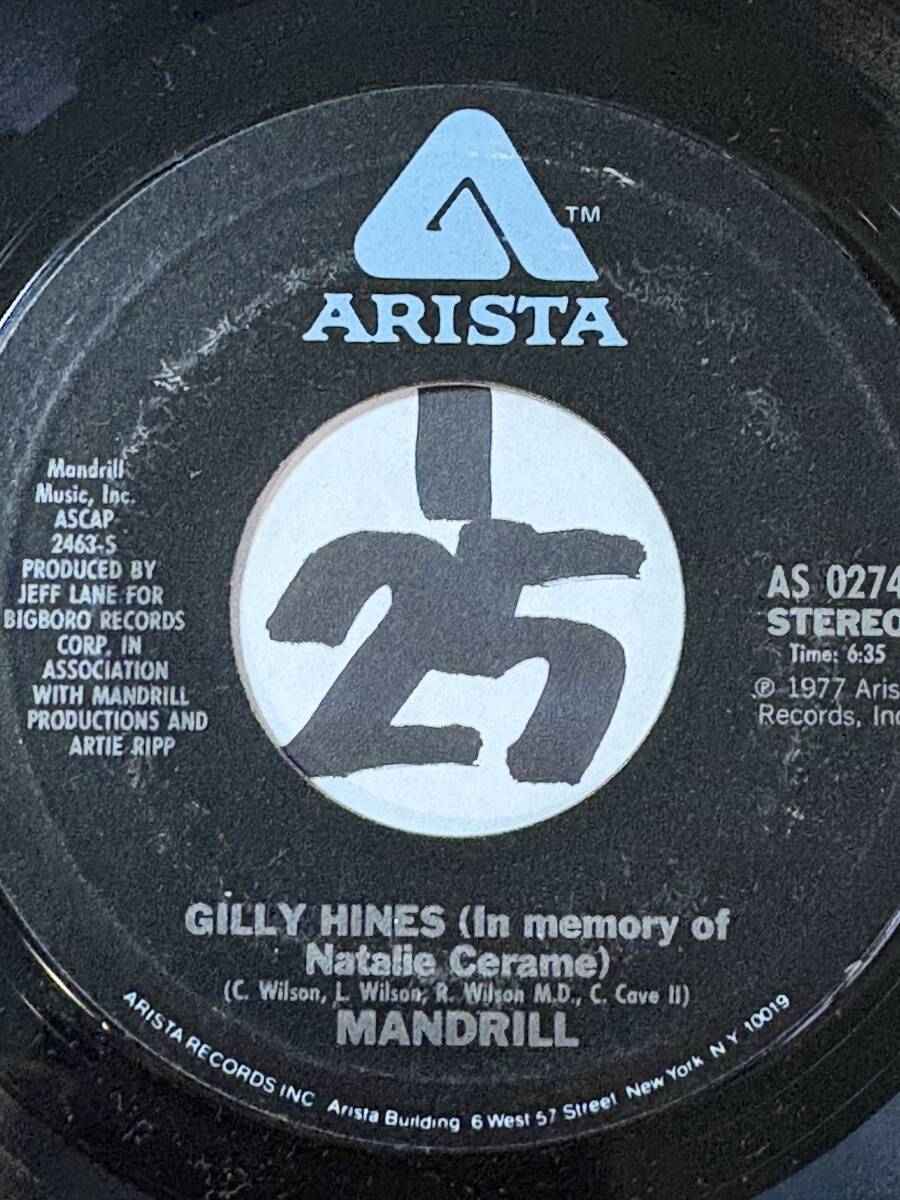 TM
ARISTA
25
Mandrill
Music, Inc.
ASCAP
2463-S
PRODUCED BY
JEFF LANE FOR
BIGBORO RECORDS
CORP. IN
ASSOCIATION
WITH MANDRILL
PRODUCTIONS AND
ARTIE RIPP
AS 0274
STEREO
Time: 6:35
℗ 1977 Aris
Records, Inc
GILLY HINES (In memory of
Natalie Cerame)
(C. Wilson, L. Wilson, R. Wilson M.D., C. Cave II)
MANDRILL
ARISTA RECORDS INC Arista Building 6 West 57 Street New York N Y 10019